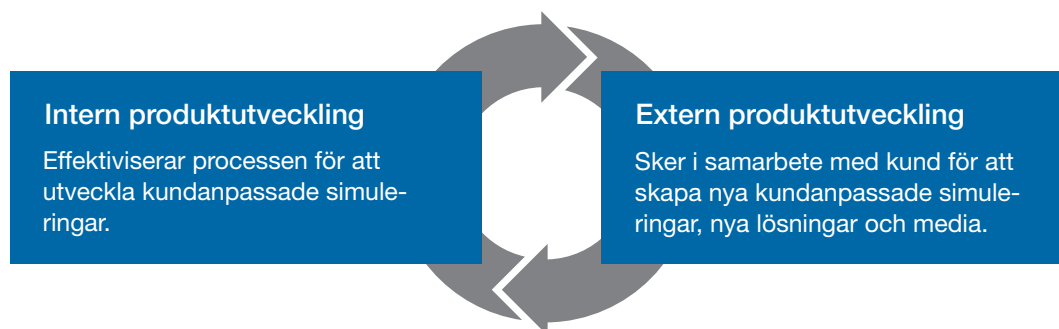 Intern produktutveckling
Effektiviserar processen för att
utveckla kundanpassade simule-
ringar.
Extern produktutveckling
Sker i samarbete med kund för att
skapa nya kundanpassade simule-
ringar, nya lösningar och media.